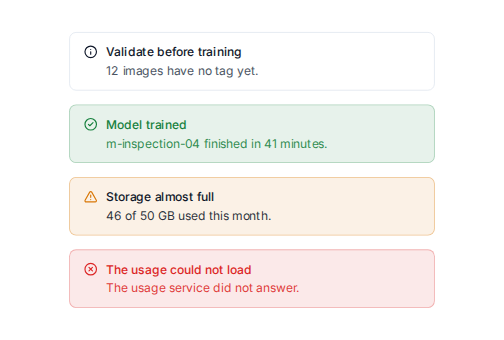 Validate before training
12 images have no tag yet.
Model trained
m-inspection-04 finished in 41 minutes.
Storage almost full
46 of 50 GB used this month.
The usage could not load
The usage service did not answer.